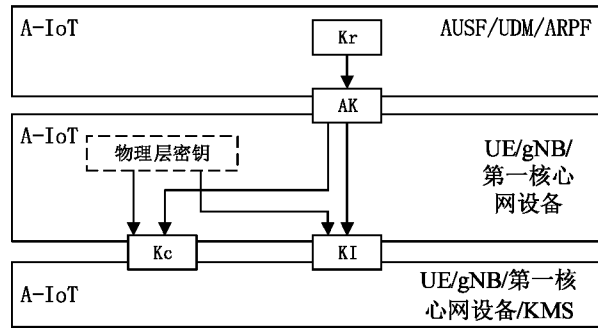 A-IoT
Kr
AUSF/UDM/ARPF
AK
A-IoT
物理层密钥
UE/gNB/
第一核心
网设备
Kc
KI
A-IoT
UE/gNB/第一核
心网设备/KMS